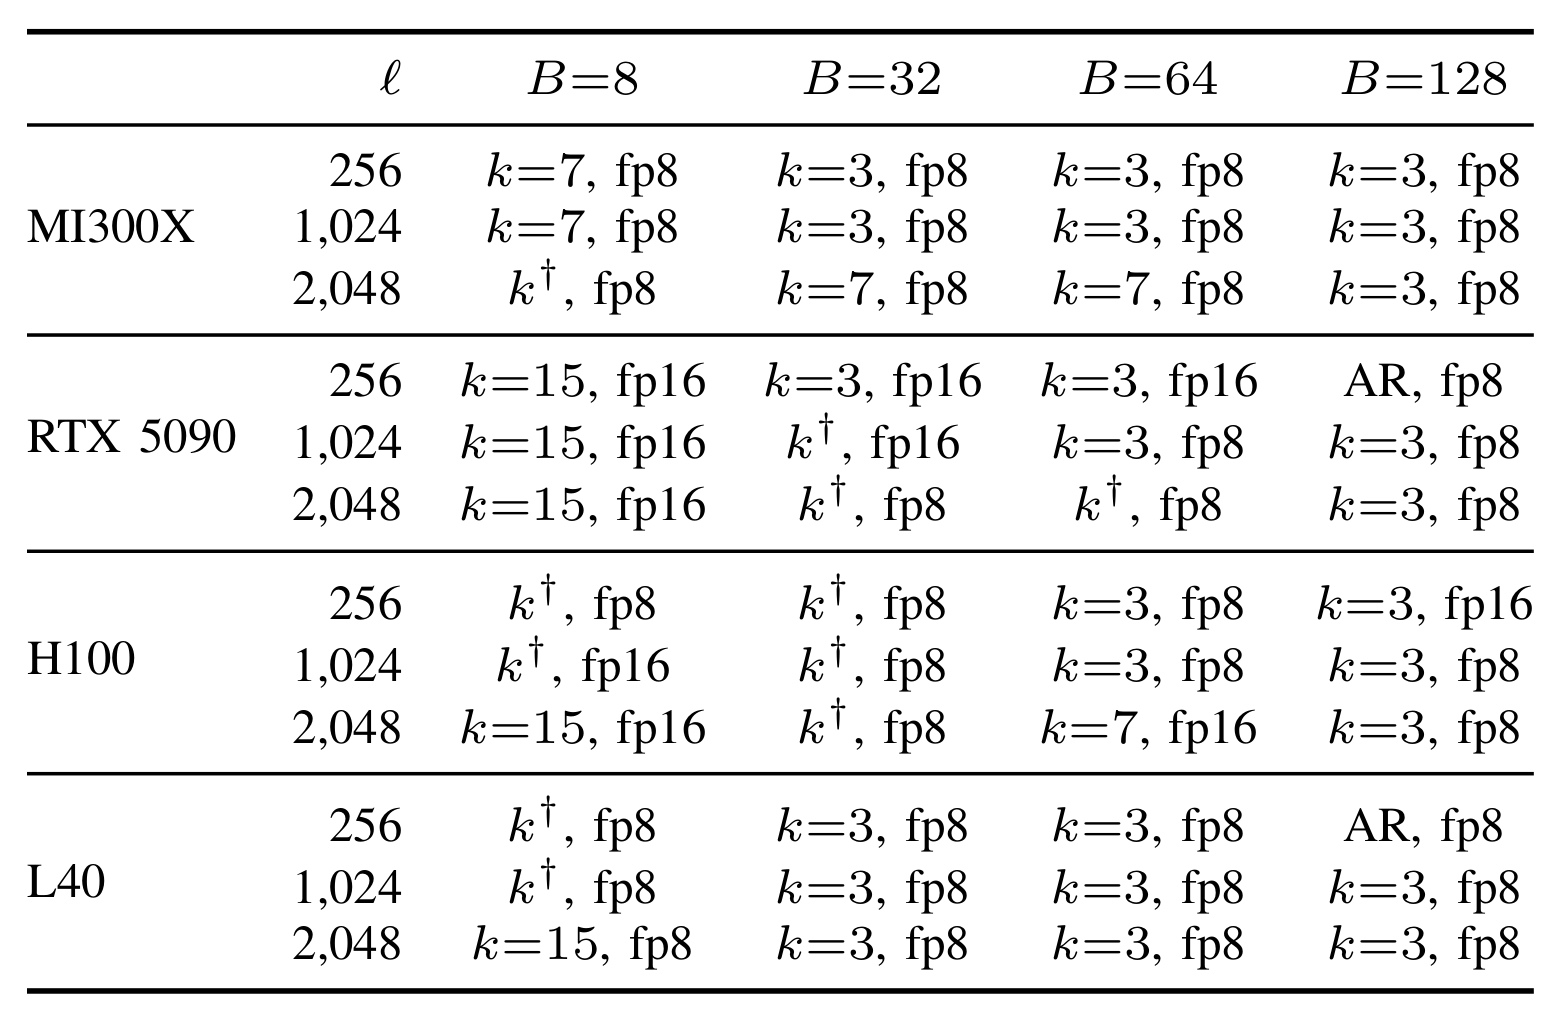 ℓ B=8 B=32 B=64 B=128
256 k=7, fp8 k=3, fp8 k=3, fp8 k=3, fp8
MI300X 1,024 k=7, fp8 k=3, fp8 k=3, fp8 k=3, fp8
2,048 k†, fp8 k=7, fp8 k=7, fp8 k=3, fp8
256 k=15, fp16 k=3, fp16 k=3, fp16 AR, fp8
RTX 5090 1,024 k=15, fp16 k†, fp16 k=3, fp8 k=3, fp8
2,048 k=15, fp16 k†, fp8 k†, fp8 k=3, fp8
256 k†, fp8 k†, fp8 k=3, fp8 k=3, fp16
H100 1,024 k†, fp16 k†, fp8 k=3, fp8 k=3, fp8
2,048 k=15, fp16 k†, fp8 k=7, fp16 k=3, fp8
256 k†, fp8 k=3, fp8 k=3, fp8 AR, fp8
L40 1,024 k†, fp8 k=3, fp8 k=3, fp8 k=3, fp8
2,048 k=15, fp8 k=3, fp8 k=3, fp8 k=3, fp8